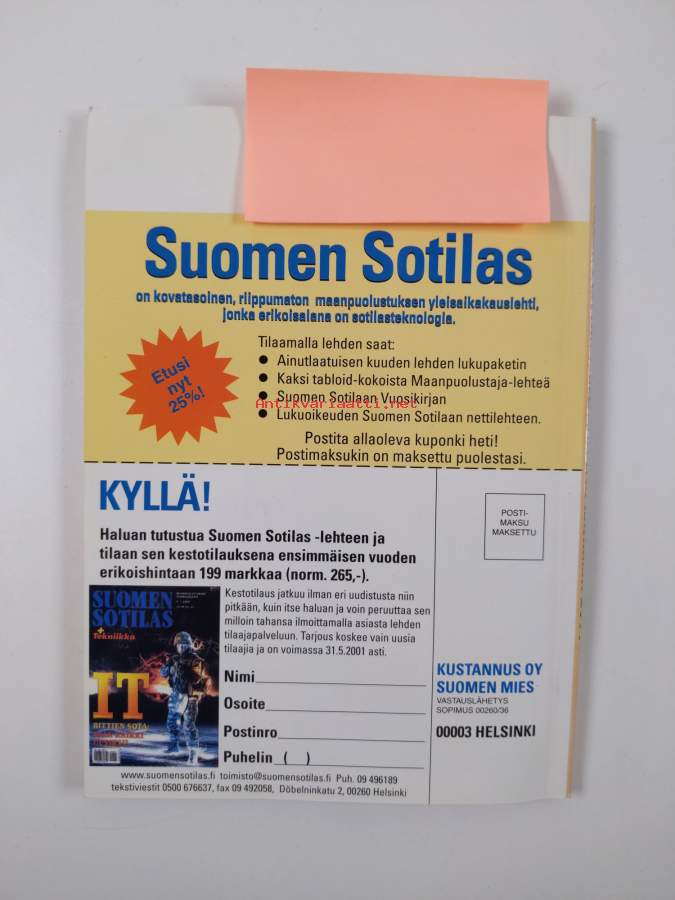 Suomen Sotilas
on kovatasoinen, riippumaton maanpuolustuksen yleisaikakauslehti,
jonka erikoisalana on sotilasteknologia.
Etusi
nyt
25%!
Tilaamalla lehden saat:
● Ainutlaatuisen kuuden lehden lukupaketin
● Kaksi tabloid-kokoista Maanpuolustaja-lehteä
● Suomen Sotilaan Vuosikirjan
Antikvariaatti.net
● Lukuoikeuden Suomen Sotilaan nettilehteen.
Postita allaoleva kuponki heti!
Postimaksukin on maksettu puolestasi.
KYLLÄ!
Haluan tutustua Suomen Sotilas -lehteen ja
tilaan sen kestotilauksena ensimmäisen vuoden
erikoishintaan 199 markkaa (norm. 265,-).
SUOMEN
SOTILAS
+
Tekniikka
IT
BITTIEN SOTA:
Kestotilaus jatkuu ilman eri uudistusta niin
pitkään, kuin itse haluan ja voin peruuttaa sen
milloin tahansa ilmoittamalla asiasta lehden
tilaajapalveluun. Tarjous koskee vain uusia
tilaajia ja on voimassa 31.5.2001 asti.
Nimi
Osoite
Postinro
Puhelin ( )
www.suomensotilas.fi toimisto@suomensotilas.fi Puh. 09 496189
tekstiviestit 0500 676637, fax 09 492058, Döbelninkatu 2, 00260 Helsinki
POSTI-
MAKSU
MAKSETTU
KUSTANNUS OY
SUOMEN MIES
VASTAUSLÄHETYS
SOPIMUS 00260/36
00003 HELSINKI